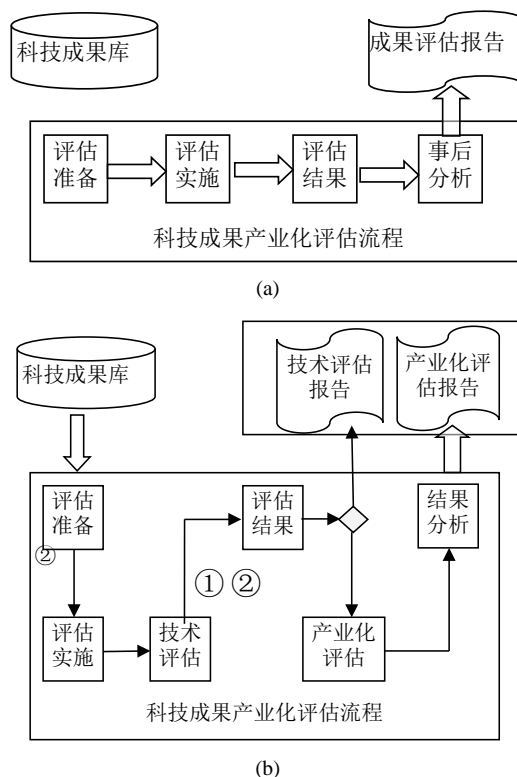 科技成果库
成果评估报告
评估
准备
评估
实施
评估
结果
事后
分析
科技成果产业化评估流程
(a)
科技成果库
技术评估
报告
产业化评
估报告
评估
准备
②
评估
结果
结果
分析
① ②
评估
实施
技术
评估
产业化
评估
科技成果产业化评估流程
(b)